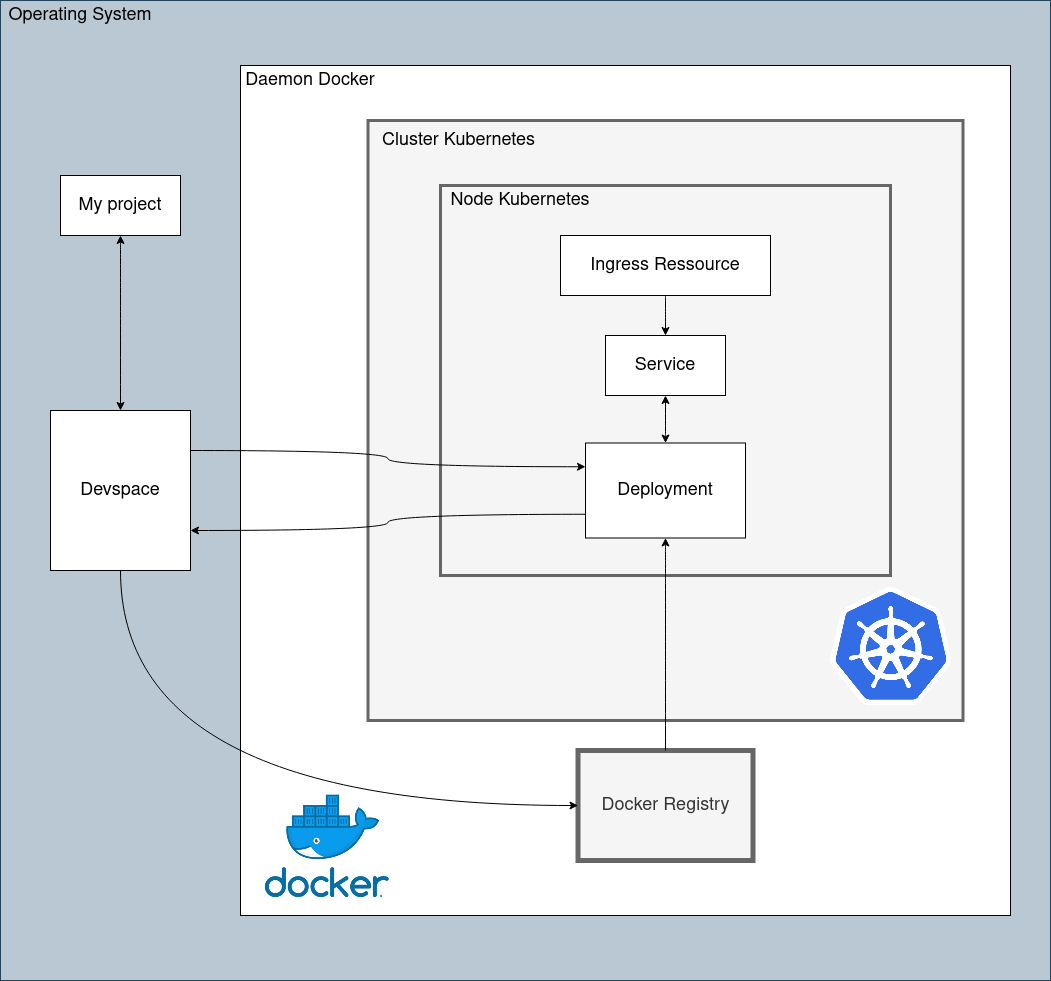 Operating System
Daemon Docker
Cluster Kubernetes
My project
Node Kubernetes
Ingress Ressource
Service
Devspace
Deployment
Docker Registry
docker